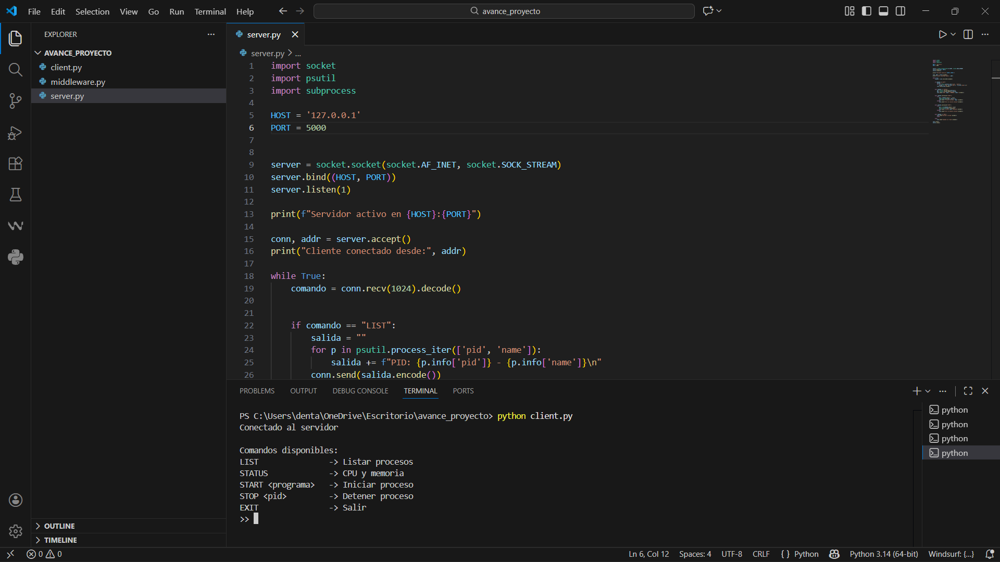 File Edit Selection View Go Run Terminal Help
avance_proyecto
EXPLORER
AVANCE_PROYECTO
client.py
middleware.py
server.py
OUTLINE
TIMELINE
server.py
server.py > ...
1 import socket
2 import psutil
3 import subprocess
4
5 HOST = '127.0.0.1'
6 PORT = 5000
7
8
9 server = socket.socket(socket.AF_INET, socket.SOCK_STREAM)
10 server.bind((HOST, PORT))
11 server.listen(1)
12
13 print(f"Servidor activo en {HOST}:{PORT}")
14
15 conn, addr = server.accept()
16 print("Cliente conectado desde:", addr)
17
18 while True:
19     comando = conn.recv(1024).decode()
20
21
22     if comando == "LIST":
23         salida = ""
24         for p in psutil.process_iter(['pid', 'name']):
25             salida += f"PID: {p.info['pid']} - {p.info['name']}\n"
26         conn.send(salida.encode())
PROBLEMS OUTPUT DEBUG CONSOLE TERMINAL PORTS
PS C:\Users\denta\OneDrive\Escritorio\avance_proyecto> python client.py
Conectado al servidor
Comandos disponibles:
LIST -> Listar procesos
STATUS -> CPU y memoria
START <programa> -> Iniciar proceso
STOP <pid> -> Detener proceso
EXIT -> Salir
>>
python
python
python
python
0 0
Ln 6, Col 12 Spaces: 4 UTF-8 CRLF { } Python Python 3.14 (64-bit) Windsurf: {...}